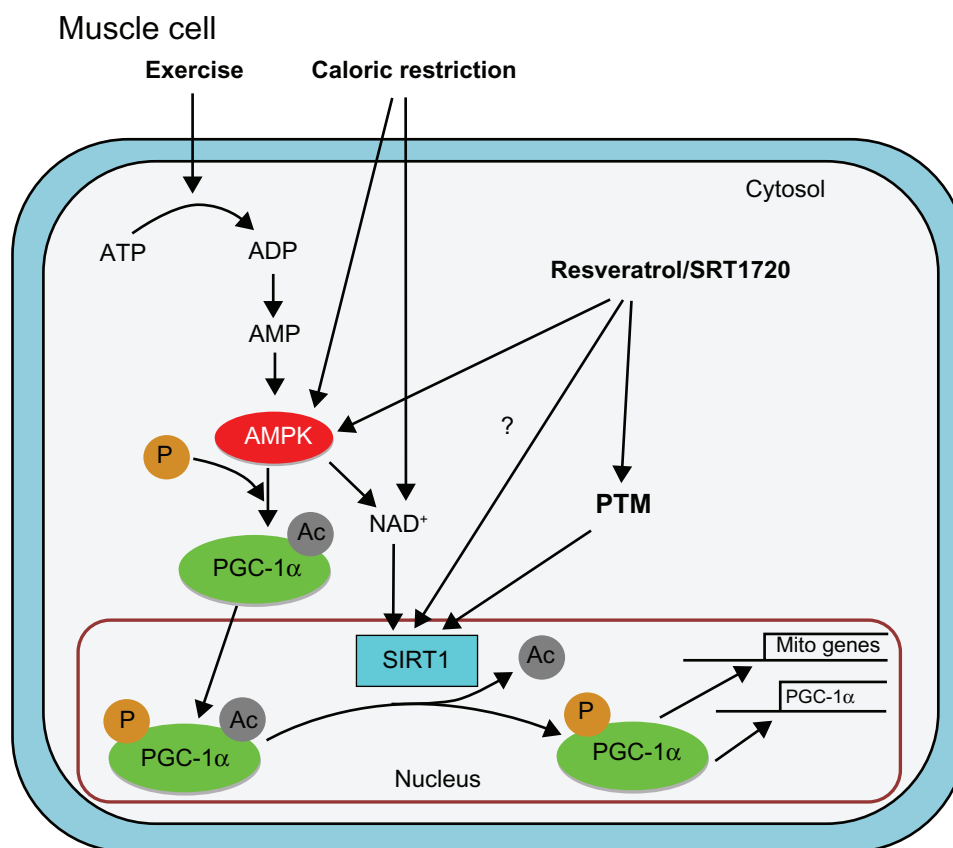 Muscle cell
Exercise
Caloric restriction
Cytosol
ATP
ADP
Resveratrol/SRT1720
AMP
AMPK
?
P
PTM
NAD⁺
Ac
PGC-1α
SIRT1
Ac
Mito genes
PGC-1α
P
Ac
PGC-1α
P
PGC-1α
Nucleus